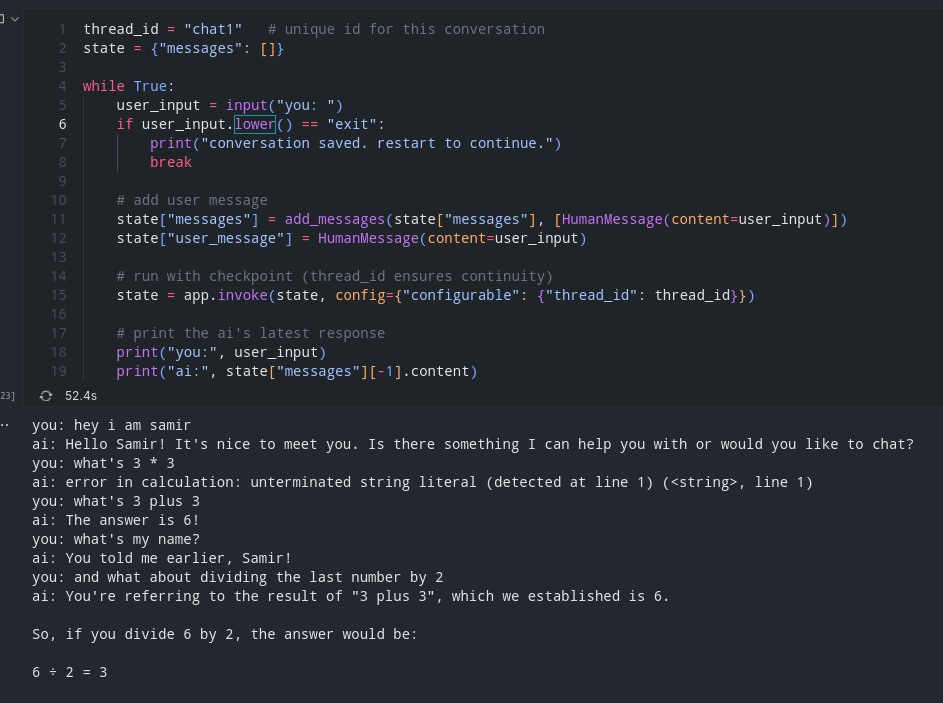 1 thread_id = "chat1"   # unique id for this conversation
2 state = {"messages": []}
3
4 while True:
5     user_input = input("you: ")
6     if user_input.lower() == "exit":
7         print("conversation saved. restart to continue.")
8         break
9
10     # add user message
11     state["messages"] = add_messages(state["messages"], [HumanMessage(content=user_input)])
12     state["user_message"] = HumanMessage(content=user_input)
13
14     # run with checkpoint (thread_id ensures continuity)
15     state = app.invoke(state, config={"configurable": {"thread_id": thread_id}})
16
17     # print the ai's latest response
18     print("you:", user_input)
19     print("ai:", state["messages"][-1].content)
23] 52.4s
you: hey i am samir
ai: Hello Samir! It's nice to meet you. Is there something I can help you with or would you like to chat?
you: what's 3 * 3
ai: error in calculation: unterminated string literal (detected at line 1) (<string>, line 1)
you: what's 3 plus 3
ai: The answer is 6!
you: what's my name?
ai: You told me earlier, Samir!
you: and what about dividing the last number by 2
ai: You're referring to the result of "3 plus 3", which we established is 6.

So, if you divide 6 by 2, the answer would be:

6 ÷ 2 = 3